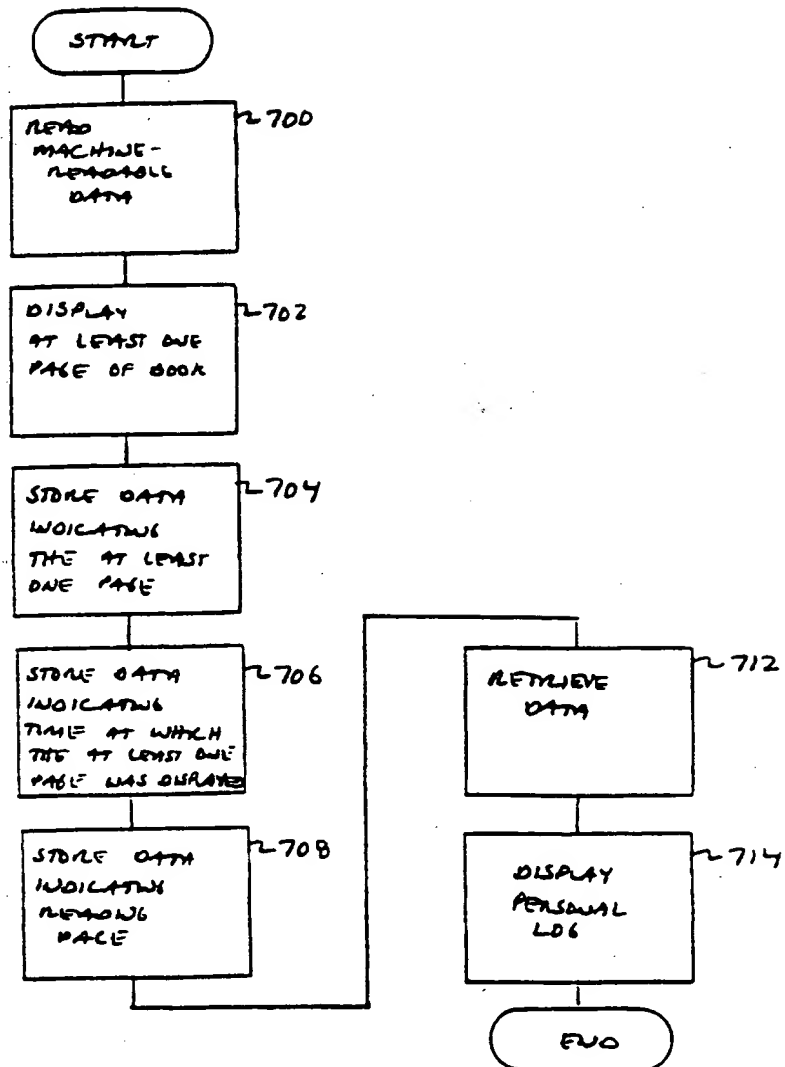 START
READ
MACHINE-
READABLE
DATA
700
DISPLAY
AT LEAST ONE
PAGE OF BOOK
702
STORE DATA
INDICATING
THE AT LEAST
ONE PAGE
704
STORE DATA
INDICATING
TIME AT WHICH
THE AT LEAST ONE
PAGE WAS DISPLAYED
706
STORE DATA
INDICATING
READING
PACE
708
RETRIEVE
DATA
712
DISPLAY
PERSONAL
LOG
714
END